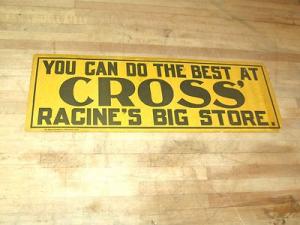 YOU CAN DO THE BEST AT
CROSS'
RACINE'S BIG STORE.